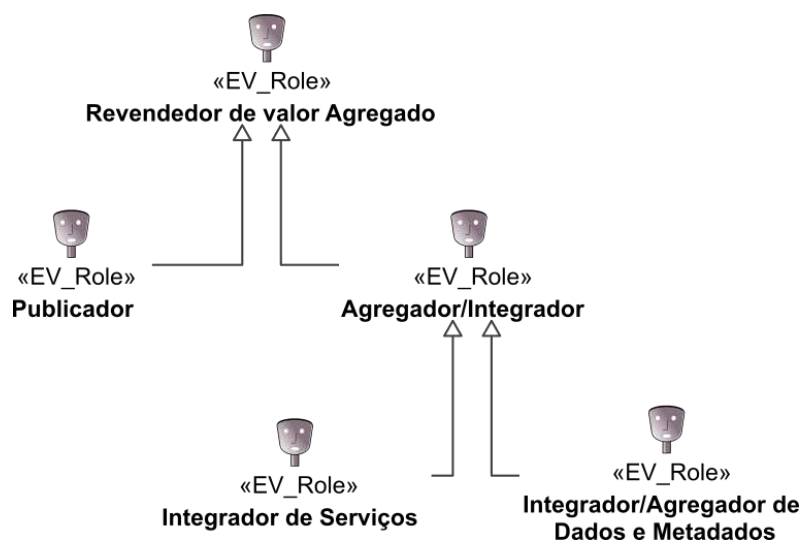 «EV_Role»
Revendedor de valor Agregado
«EV_Role»
Publicador
«EV_Role»
Agregador/Integrador
«EV_Role»
Integrador de Serviços
«EV_Role»
Integrador/Agregador de
Dados e Metadados